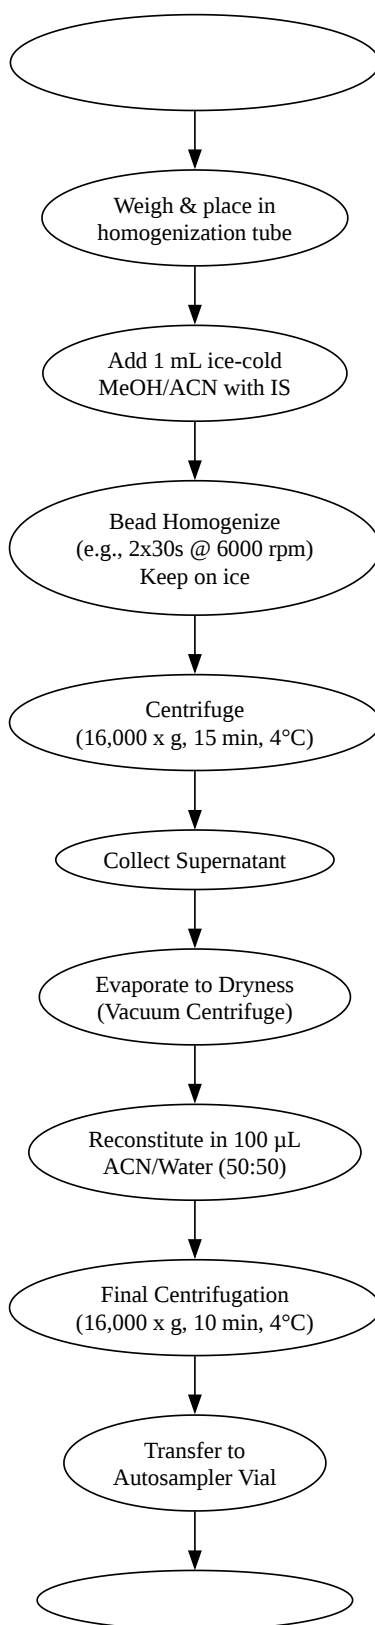 Weigh & place in
homogenization tube
Add 1 mL ice-cold
MeOH/ACN with IS
Bead Homogenize
(e.g., 2x30s @ 6000 rpm)
Keep on ice
Centrifuge
(16,000 x g, 15 min, 4°C)
Collect Supernatant
Evaporate to Dryness
(Vacuum Centrifuge)
Reconstitute in 100 µL
ACN/Water (50:50)
Final Centrifugation
(16,000 x g, 10 min, 4°C)
Transfer to
Autosampler Vial